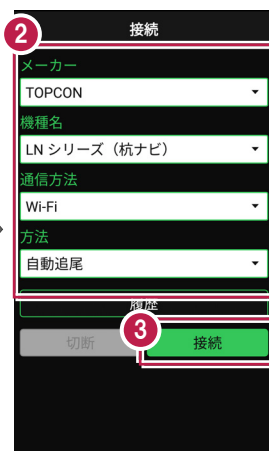 接続
2
メーカー
TOPCON
機種名
LN シリーズ（杭ナビ）
通信方法
Wi-Fi
方法
自動追尾
履歴
3
切断
接続